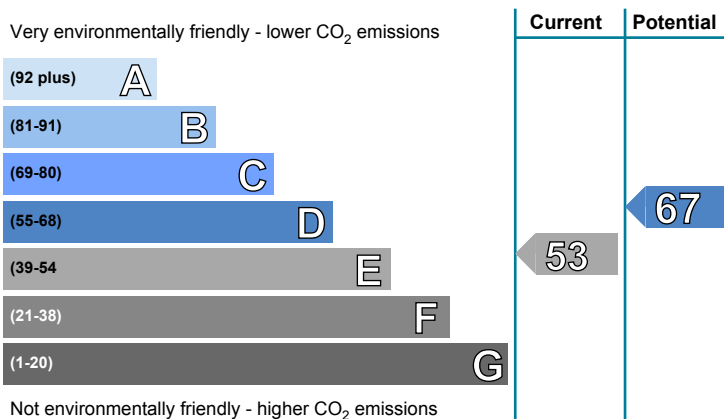 Very environmentally friendly - lower CO2 emissions
Current
Potential
(92 plus) A
(81-91) B
(69-80) C
(55-68) D
67
(39-54 E
53
(21-38) F
(1-20) G
Not environmentally friendly - higher CO2 emissions